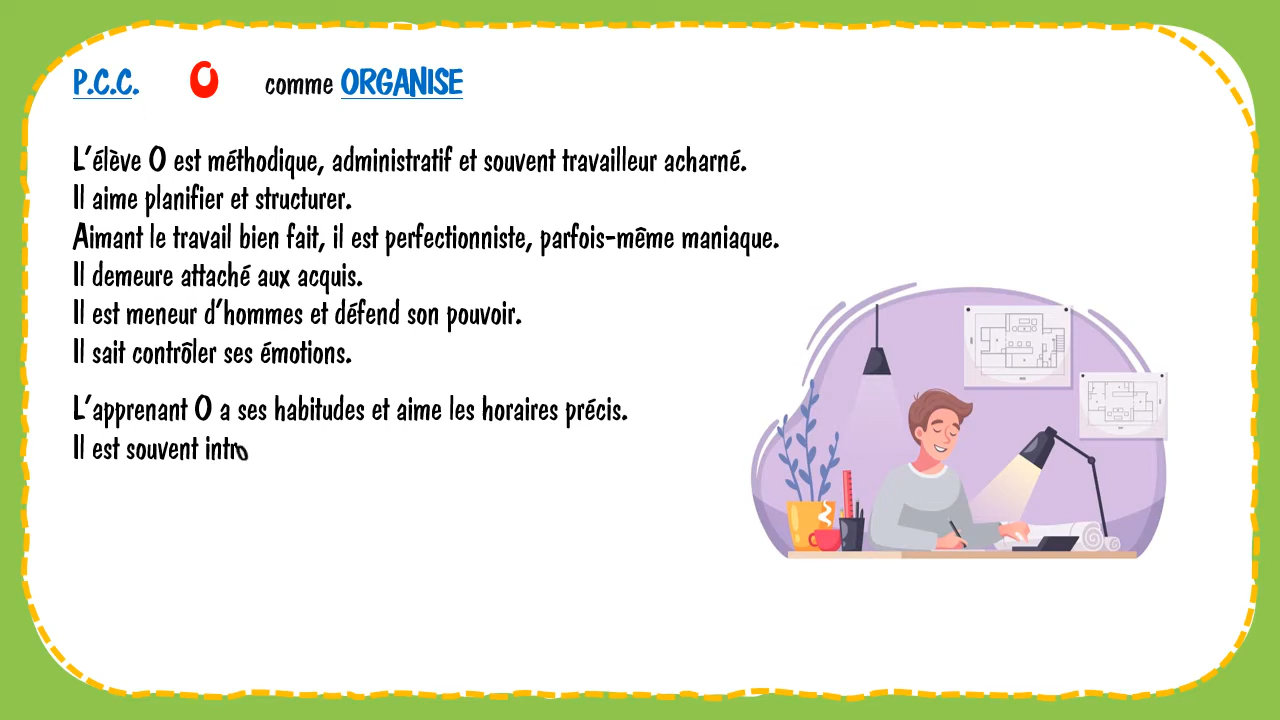 P.C.C. O comme ORGANISE
L'élève O est méthodique, administratif et souvent travailleur acharné.
Il aime planifier et structurer.
Aimant le travail bien fait, il est perfectionniste, parfois-même maniaque.
Il demeure attaché aux acquis.
Il est meneur d'hommes et défend son pouvoir.
Il sait contrôler ses émotions.
L'apprenant O a ses habitudes et aime les horaires précis.
Il est souvent intro